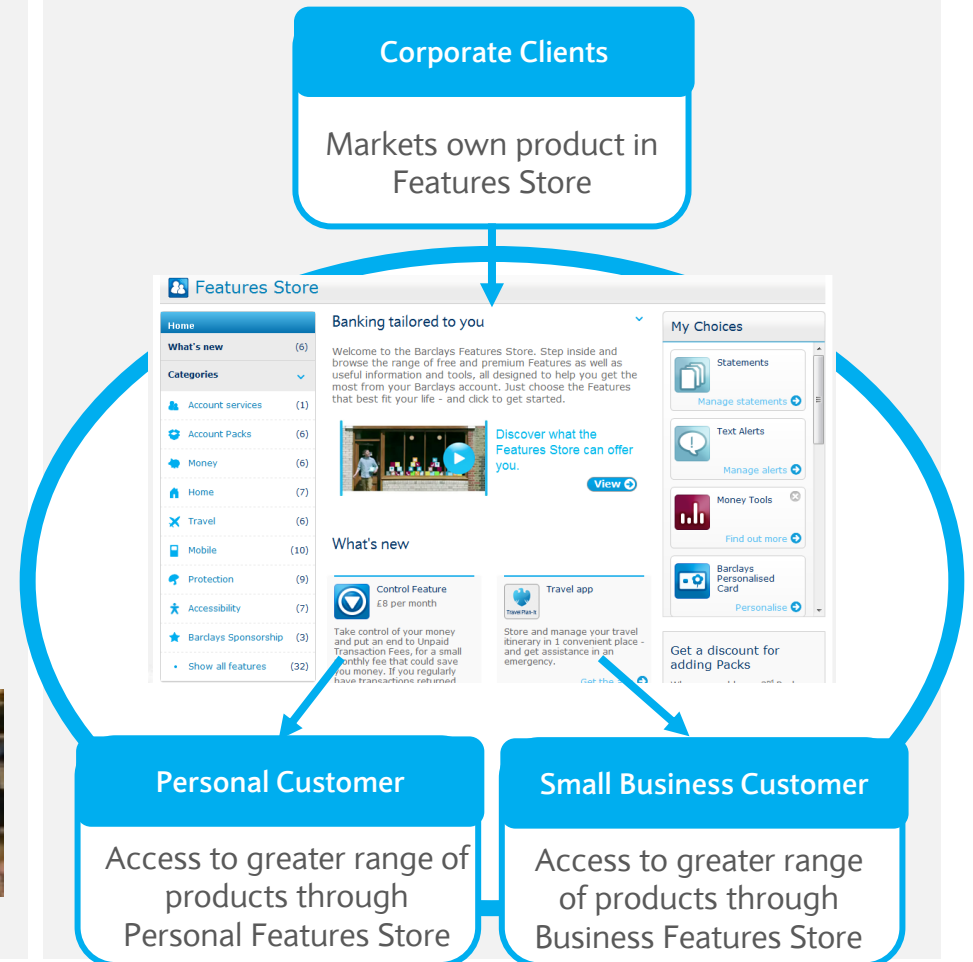 Corporate Clients
Markets own product in
Features Store
Features Store
Home
What's new (6)
Categories
Account services (1)
Account Packs (6)
Money (6)
Home (7)
Travel (6)
Mobile (10)
Protection (9)
Accessibility (7)
Barclays Sponsorship (3)
Show all features (32)
Banking tailored to you
Welcome to the Barclays Features Store. Step inside and
browse the range of free and premium Features as well as
useful information and tools, all designed to help you get the
most from your Barclays account. Just choose the Features
that best fit your life - and click to get started.
Discover what the
Features Store can offer
you.
View
What's new
Control Feature
£8 per month
Take control of your money
and put an end to Unpaid
Transaction Fees, for a small
monthly fee that could save
you money. If you regularly
have transactions returned
Travel Plan-It
Travel app
Store and manage your travel
itinerary in 1 convenient place -
and get assistance in an
emergency.
Get the
My Choices
Statements
Manage statements
Text Alerts
Manage alerts
Money Tools
Find out more
Barclays
Personalised
Card
Personalise
Get a discount for
adding Packs
Personal Customer
Access to greater range of
products through
Personal Features Store
Small Business Customer
Access to greater range
of products through
Business Features Store